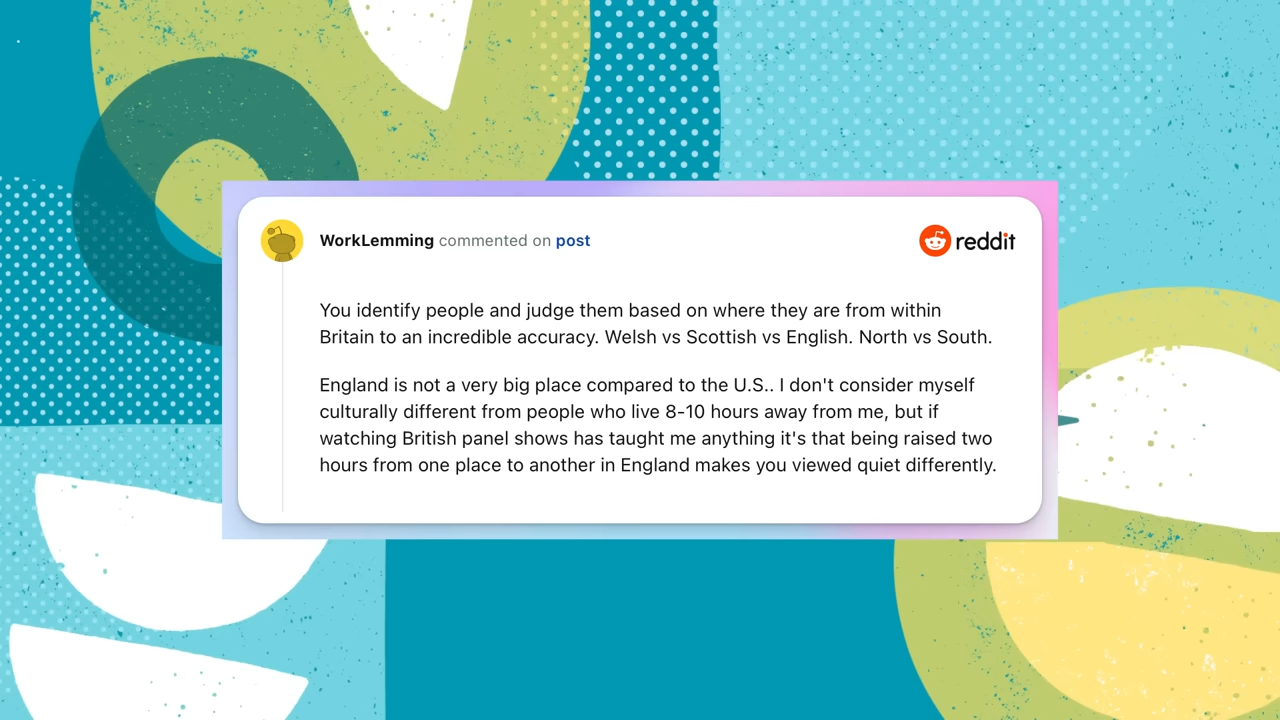 WorkLemming commented on post
reddit
You identify people and judge them based on where they are from within
Britain to an incredible accuracy. Welsh vs Scottish vs English. North vs South.
England is not a very big place compared to the U.S.. I don't consider myself
culturally different from people who live 8-10 hours away from me, but if
watching British panel shows has taught me anything it's that being raised two
hours from one place to another in England makes you viewed quiet differently.